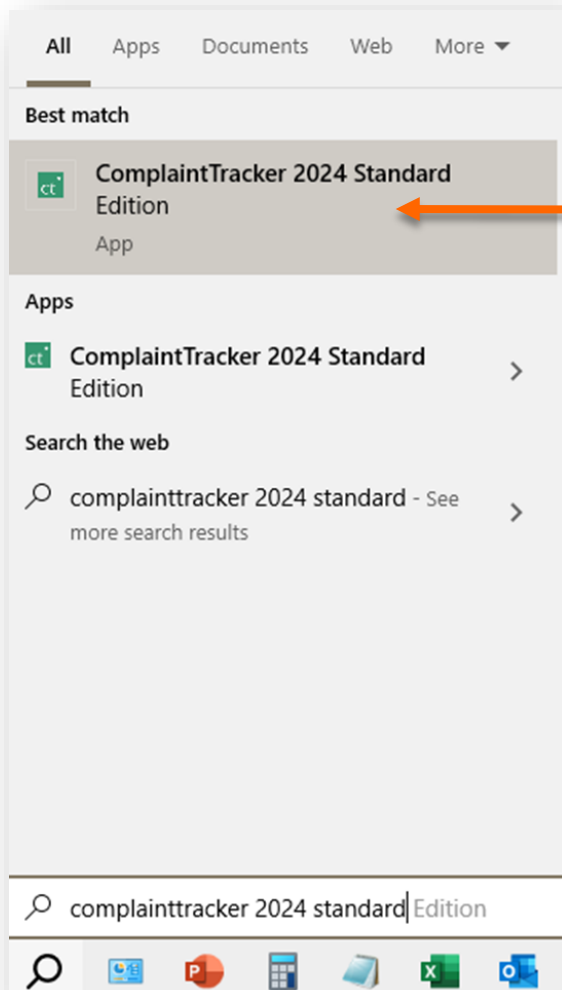 All Apps Documents Web More
Best match
ct
ComplaintTracker 2024 Standard
Edition
App
Apps
ct
ComplaintTracker 2024 Standard
Edition
Search the web
complainttracker 2024 standard - See
more search results
complainttracker 2024 standard Edition